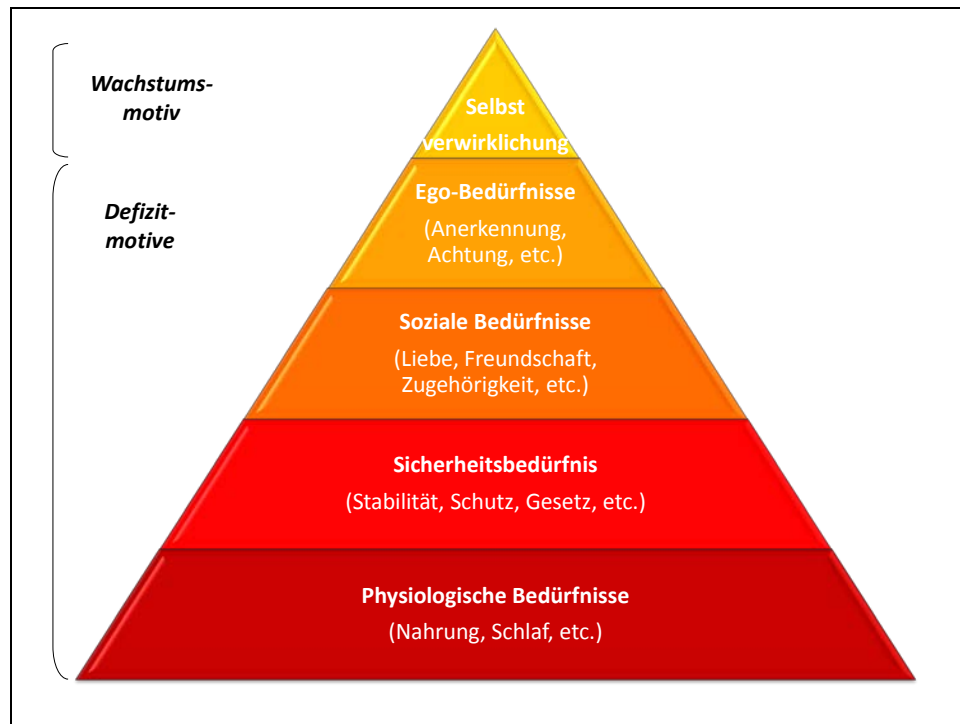 Wachstums-
motiv
Selbst
verwirklichung
Defizit-
motive
Ego-Bedürfnisse
(Anerkennung,
Achtung, etc.)
Soziale Bedürfnisse
(Liebe, Freundschaft,
Zugehörigkeit, etc.)
Sicherheitsbedürfnis
(Stabilität, Schutz, Gesetz, etc.)
Physiologische Bedürfnisse
(Nahrung, Schlaf, etc.)